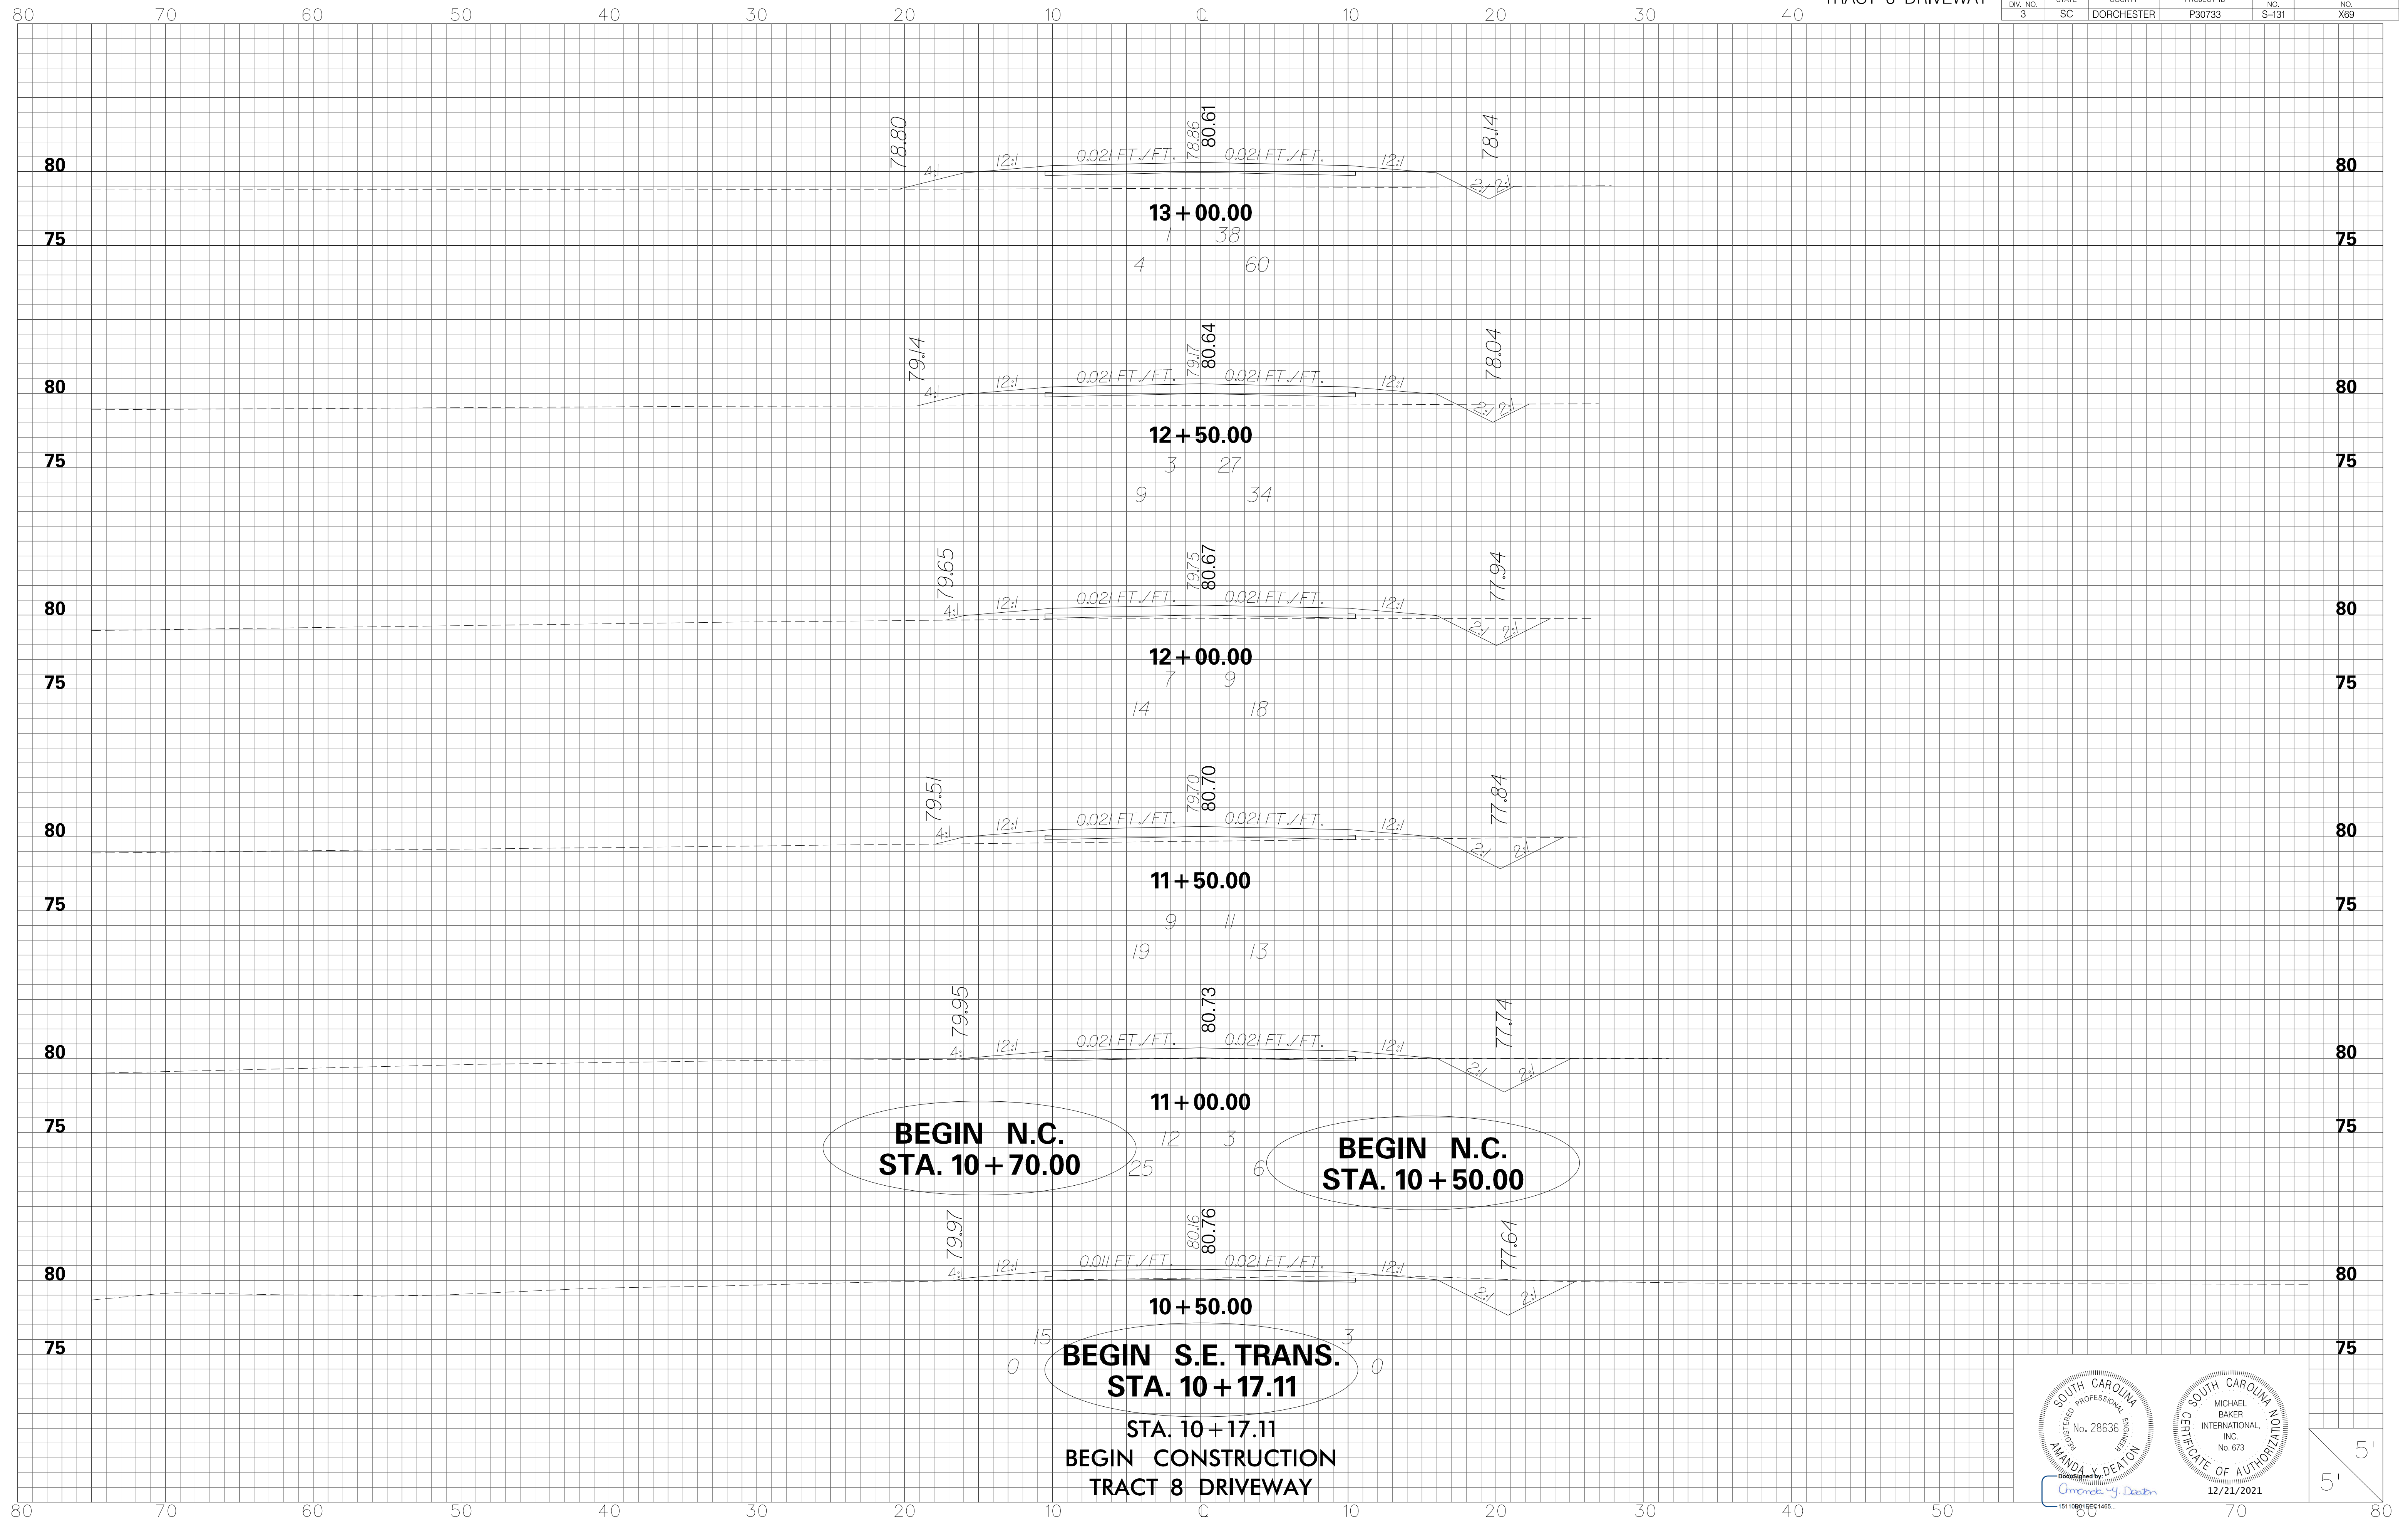 80 70 60 50 40 30 20 10 ℄ 10 20 30 40
TRACT 8 DRIVEWAY
DIV. NO. STATE COUNTY PROJECT ID NO. NO.
3 SC DORCHESTER P30733 S-131 X69
78.80 78.86 80.61 78.14
80 4:1 12:1 0.021 FT./FT. 0.021 FT./FT. 12:1 2:1 2:1 80
13+00.00
75 1 38 75
4 60
79.14 79.17 80.64 78.04
80 4:1 12:1 0.021 FT./FT. 0.021 FT./FT. 12:1 2:1 2:1 80
12+50.00
75 3 27 75
9 34
79.65 79.75 80.67 77.94
80 4:1 12:1 0.021 FT./FT. 0.021 FT./FT. 12:1 2:1 2:1 80
12+00.00
75 7 9 75
14 18
79.51 79.70 80.70 77.84
80 4:1 12:1 0.021 FT./FT. 0.021 FT./FT. 12:1 2:1 2:1 80
11+50.00
75 9 11 75
19 13
79.95 80.73 77.74
80 4:1 12:1 0.021 FT./FT. 0.021 FT./FT. 12:1 2:1 2:1 80
11+00.00
75 12 3 75
25 6
BEGIN N.C.
STA. 10+70.00
BEGIN N.C.
STA. 10+50.00
79.97 80.16 80.76 77.64
80 4:1 12:1 0.011 FT./FT. 0.021 FT./FT. 12:1 2:1 2:1 80
10+50.00
75 15 3 75
0 0
BEGIN S.E. TRANS.
STA. 10+17.11
STA. 10+17.11
BEGIN CONSTRUCTION
TRACT 8 DRIVEWAY
SOUTH CAROLINA
REGISTERED PROFESSIONAL ENGINEER
No. 28636
AMANDA Y. DEATON
DocuSigned by:
Amanda Y. Deaton
SOUTH CAROLINA
MICHAEL
BAKER
INTERNATIONAL,
INC.
No. 673
CERTIFICATE OF AUTHORIZATION
12/21/2021
5'
5'
80 70 60 50 40 30 20 10 ℄ 10 20 30 40 50 60 70 80